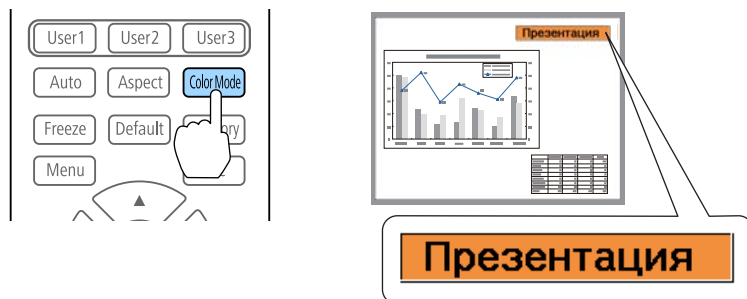 User1 User2 User3
Auto Aspect Color Mode
Freeze Default
Menu
Презентация
Презентация